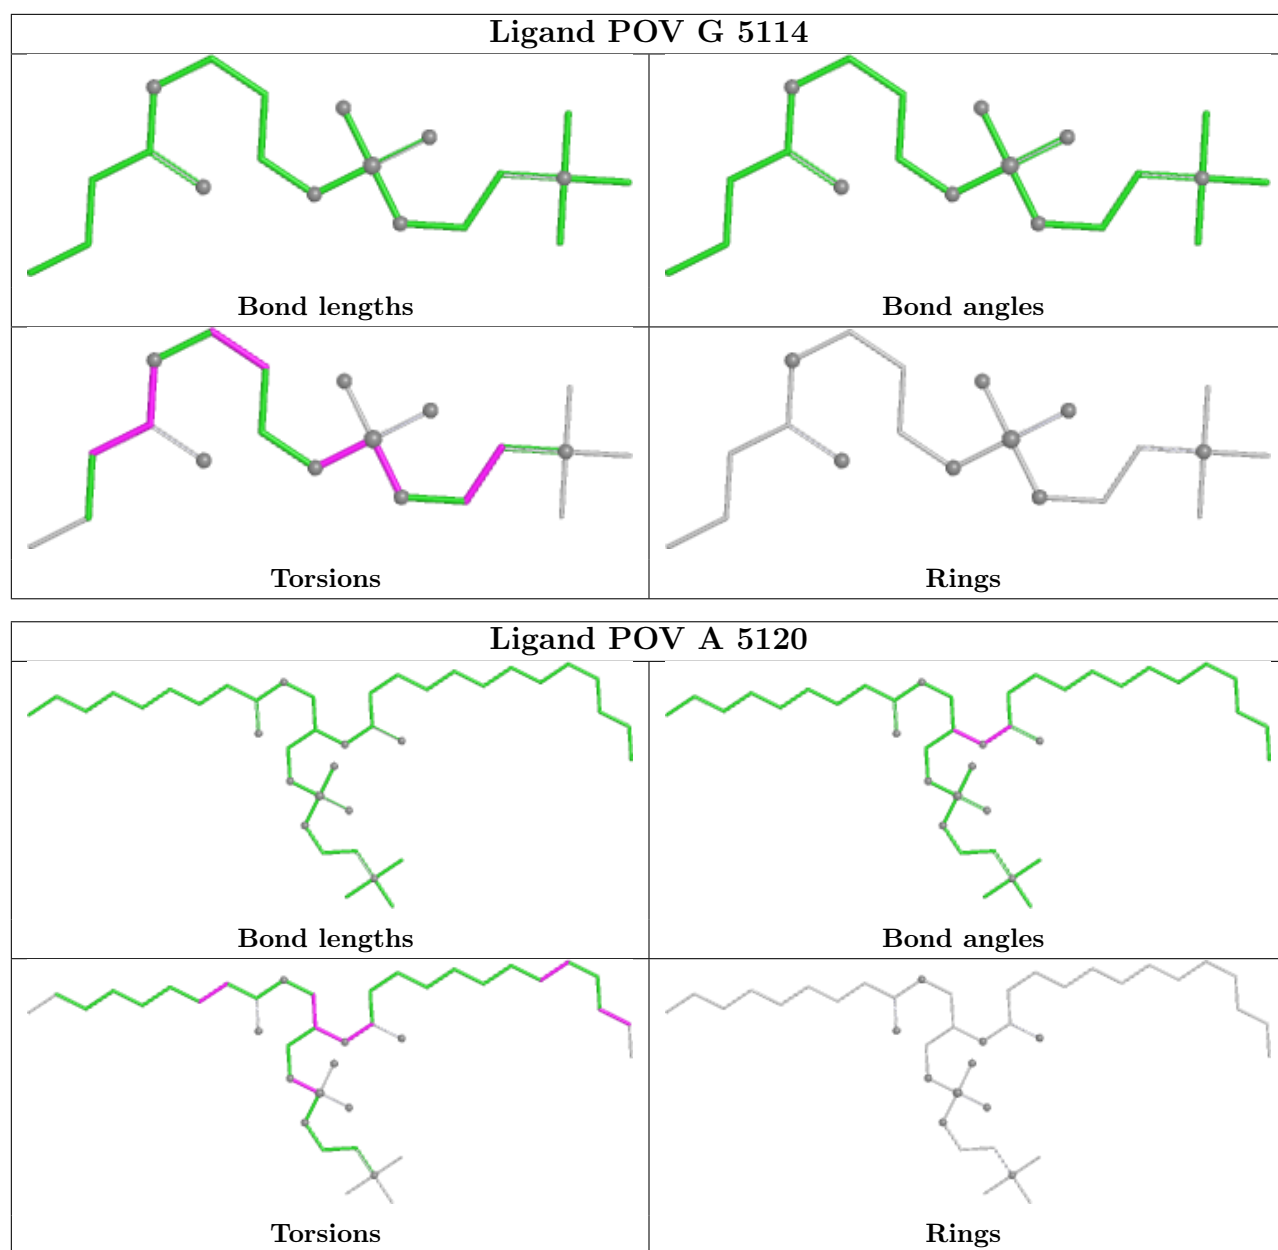 Ligand POV G 5114
Bond lengths
Bond angles
Torsions
Rings
Ligand POV A 5120
Bond lengths
Bond angles
Torsions
Rings